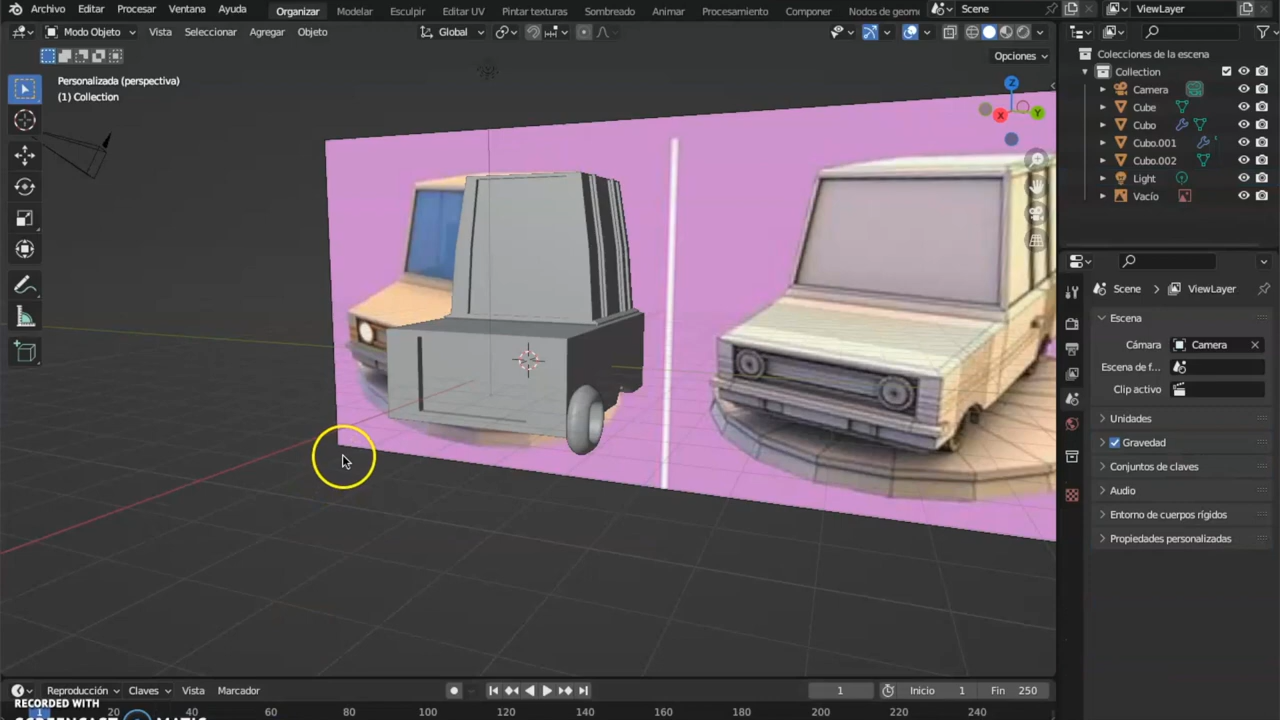 Archivo Editar Procesar Ventana Ayuda Organizar Modelar Esculpir Editar UV Pintar texturas Sombreado Animar Procesamiento Componer Nodos de geome Scene ViewLayer
Modo Objeto Vista Seleccionar Agregar Objeto Global
Opciones
Personalizada (perspectiva)
(1) Collection
Z
X
Y
Colecciones de la escena
Collection
Camera
Cube
Cubo
Cubo.001
Cubo.002
Light
Vacío
Scene > ViewLayer
Escena
Cámara Camera
Escena de f...
Clip activo
Unidades
Gravedad
Conjuntos de claves
Audio
Entorno de cuerpos rígidos
Propiedades personalizadas
Reproducción Claves Vista Marcador 1 Inicio 1 Fin 250
1 20 40 60 80 100 120 140 160 180 200 220 240
RECORDED WITH
SCREENCAST MATIC